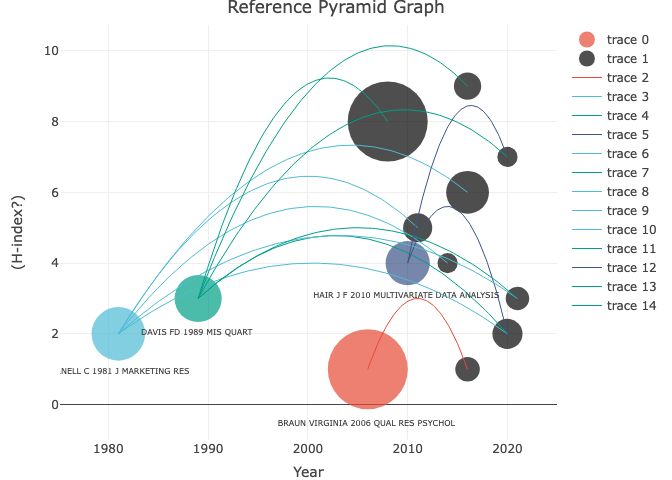 Reference Pyramid Graph
10
8
6
4
2
0
(H-index?)
HAIR J F 2010 MULTIVARIATE DATA ANALYSIS
DAVIS FD 1989 MIS QUART
.NELL C 1981 J MARKETING RES
BRAUN VIRGINIA 2006 QUAL RES PSYCHOL
1980 1990 2000 2010 2020
Year
trace 0
trace 1
trace 2
trace 3
trace 4
trace 5
trace 6
trace 7
trace 8
trace 9
trace 10
trace 11
trace 12
trace 13
trace 14